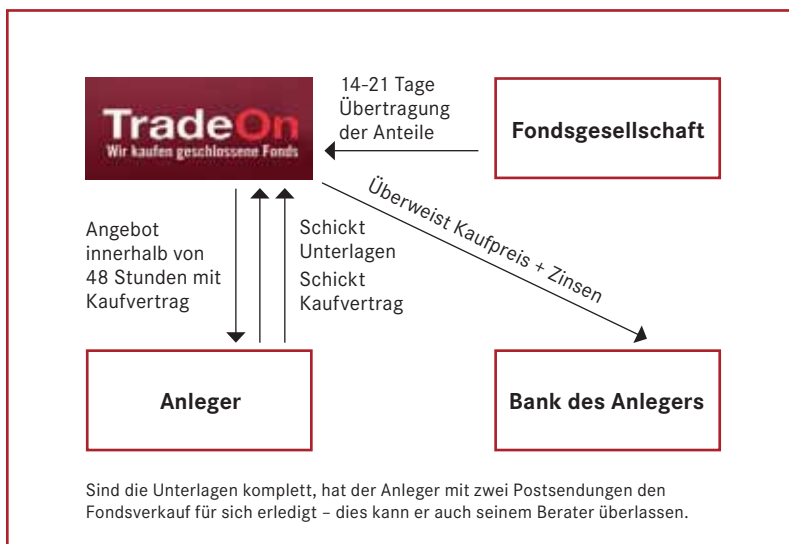 TradeOn
Wir kaufen geschlossene Fonds
14-21 Tage
Übertragung
der Anteile
Fondsgesellschaft
Angebot
innerhalb von
48 Stunden mit
Kaufvertrag
Schickt
Unterlagen
Schickt
Kaufvertrag
Überweist Kaufpreis + Zinsen
Anleger
Bank des Anlegers
Sind die Unterlagen komplett, hat der Anleger mit zwei Postsendungen den
Fondsverkauf für sich erledigt – dies kann er auch seinem Berater überlassen.